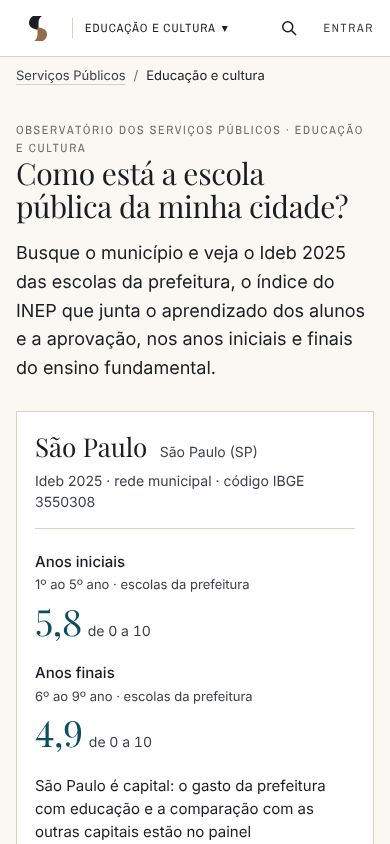 EDUCAÇÃO E CULTURA ▾
ENTRAR
Serviços Públicos / Educação e cultura
OBSERVATÓRIO DOS SERVIÇOS PÚBLICOS · EDUCAÇÃO
E CULTURA
Como está a escola
pública da minha cidade?
Busque o município e veja o Ideb 2025
das escolas da prefeitura, o índice do
INEP que junta o aprendizado dos alunos
e a aprovação, nos anos iniciais e finais
do ensino fundamental.
São Paulo São Paulo (SP)
Ideb 2025 · rede municipal · código IBGE
3550308
Anos iniciais
1º ao 5º ano · escolas da prefeitura
5,8 de 0 a 10
Anos finais
6º ao 9º ano · escolas da prefeitura
4,9 de 0 a 10
São Paulo é capital: o gasto da prefeitura
com educação e a comparação com as
outras capitais estão no painel